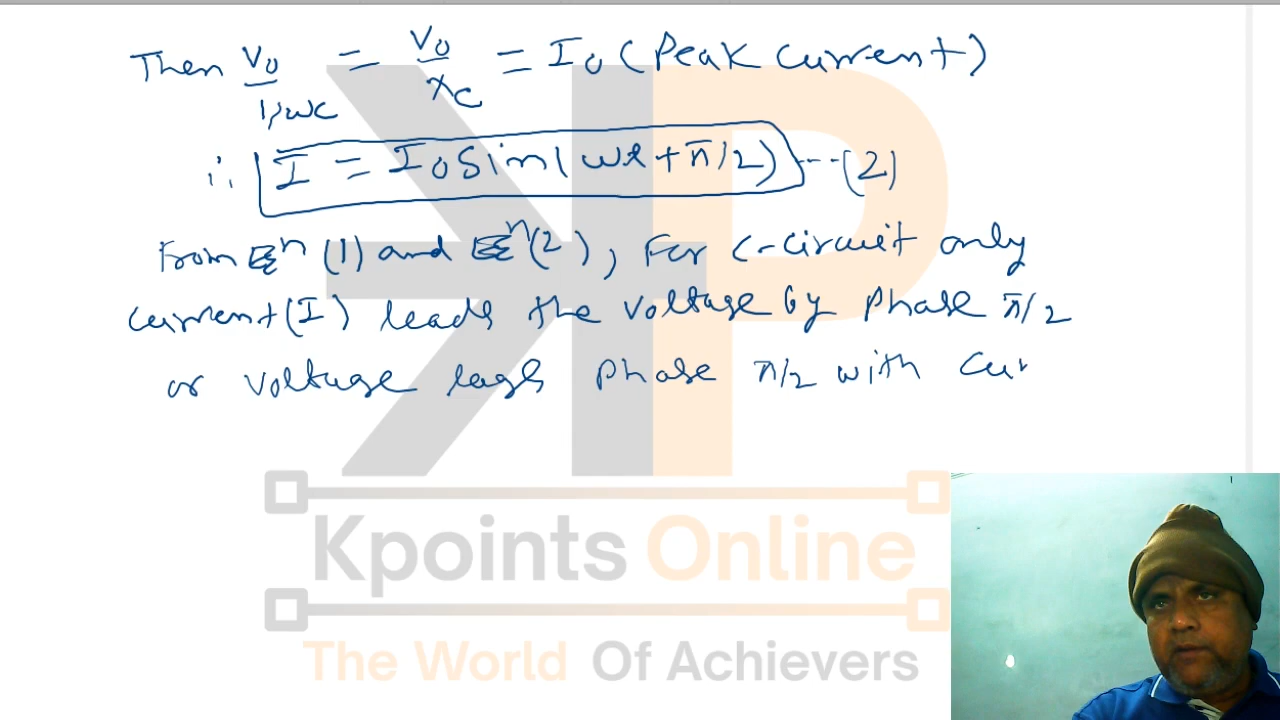 Then V0/1/ωC = V0/XC = I0 (Peak current)
∴ I = I0 Sin(ωt + π/2) ---(2)
From Eqn (1) and Eqn (2), For C-circuit only
current (I) leads the voltage by phase π/2
or voltage lags phase π/2 with cur
Kpoints Online
The World Of Achievers